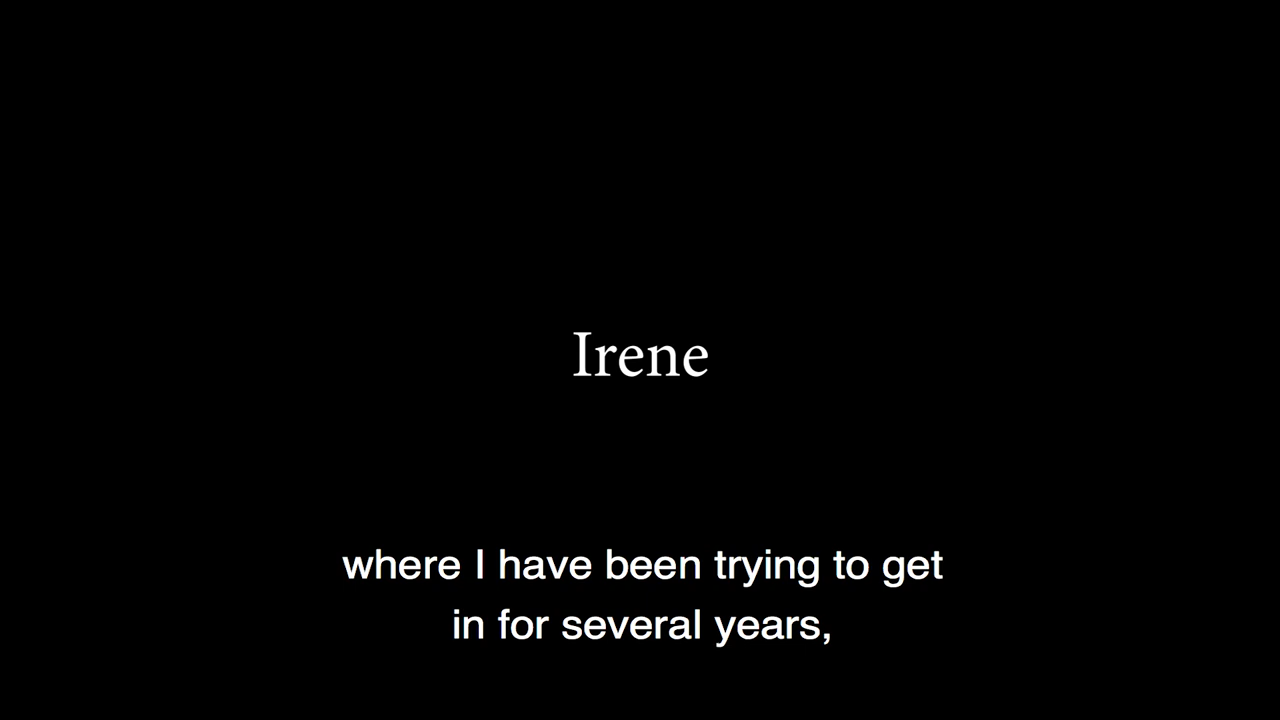 Irene
where I have been trying to get
in for several years,